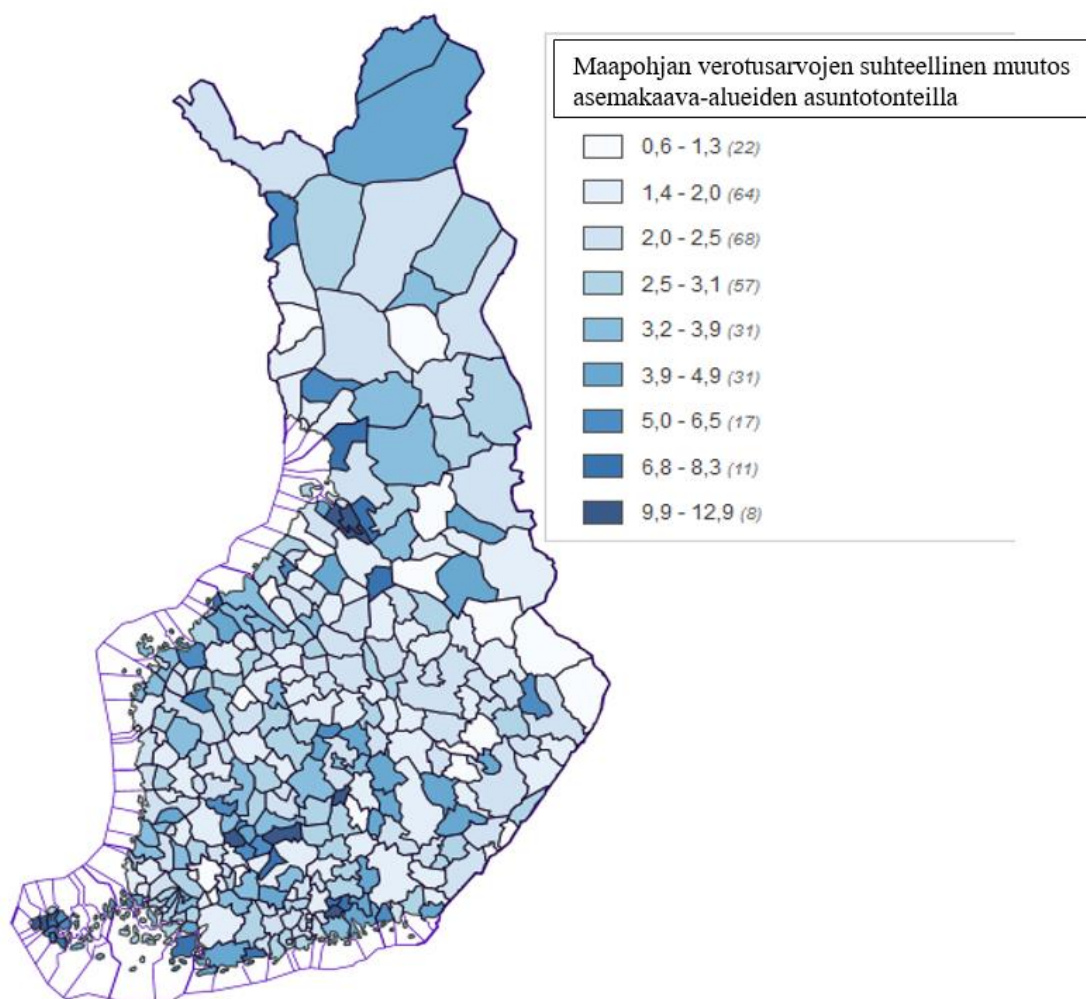 Maapohjan verotusarvojen suhteellinen muutos
asemakaava-alueiden asuntotonteilla
0,6 - 1,3 (22)
1,4 - 2,0 (64)
2,0 - 2,5 (68)
2,5 - 3,1 (57)
3,2 - 3,9 (31)
3,9 - 4,9 (31)
5,0 - 6,5 (17)
6,8 - 8,3 (11)
9,9 - 12,9 (8)